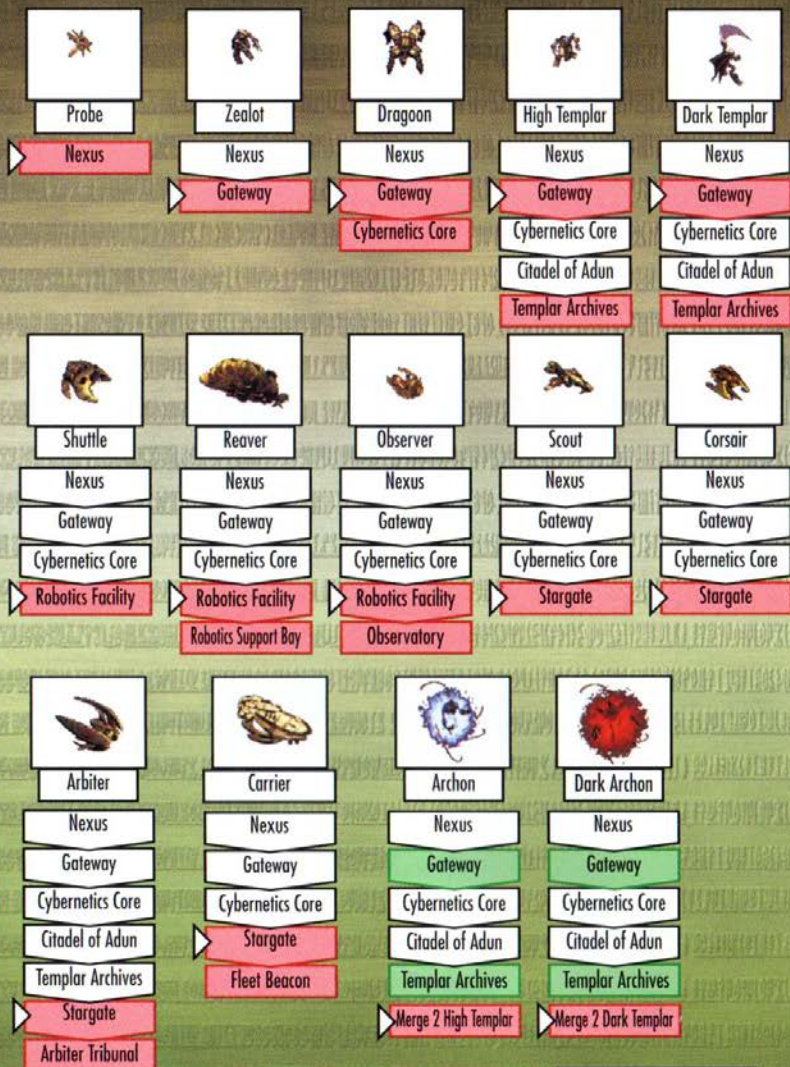 Probe
Nexus
Zealot
Nexus
Gateway
Dragoon
Nexus
Gateway
Cybernetics Core
High Templar
Nexus
Gateway
Cybernetics Core
Citadel of Adun
Templar Archives
Dark Templar
Nexus
Gateway
Cybernetics Core
Citadel of Adun
Templar Archives
Shuttle
Nexus
Gateway
Cybernetics Core
Robotics Facility
Reaver
Nexus
Gateway
Cybernetics Core
Robotics Facility
Robotics Support Bay
Observer
Nexus
Gateway
Cybernetics Core
Robotics Facility
Observatory
Scout
Nexus
Gateway
Cybernetics Core
Stargate
Corsair
Nexus
Gateway
Cybernetics Core
Stargate
Arbiter
Nexus
Gateway
Cybernetics Core
Citadel of Adun
Templar Archives
Stargate
Arbiter Tribunal
Carrier
Nexus
Gateway
Cybernetics Core
Stargate
Fleet Beacon
Archon
Nexus
Gateway
Cybernetics Core
Citadel of Adun
Templar Archives
Merge 2 High Templar
Dark Archon
Nexus
Gateway
Cybernetics Core
Citadel of Adun
Templar Archives
Merge 2 Dark Templar